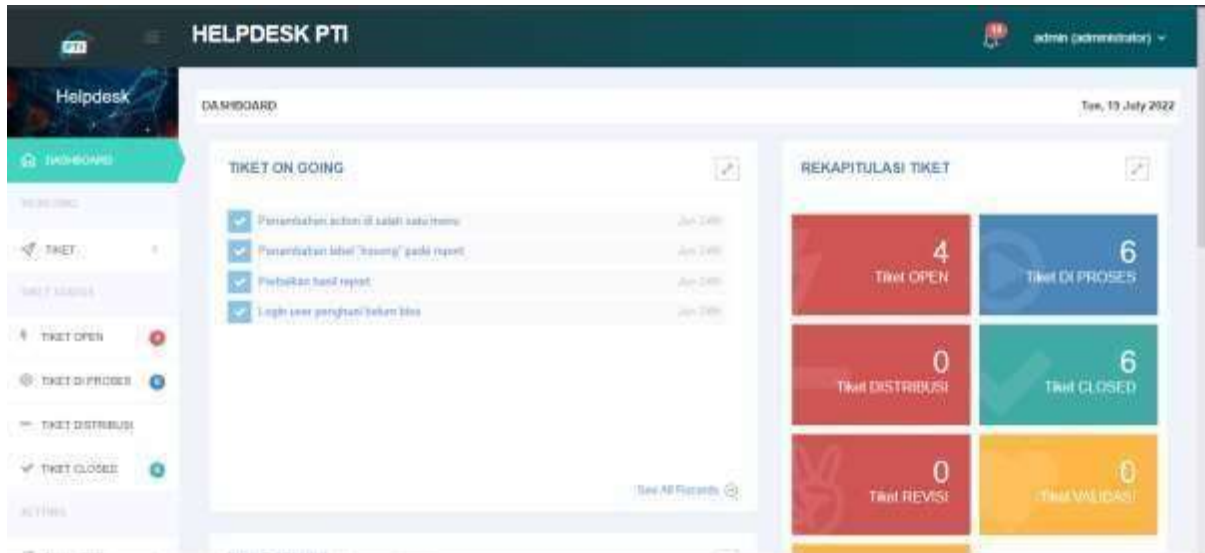 PTI
HELPDESK PTI
admin (administrator)
Helpdesk
DASHBOARD
Tue, 19 July 2022
DASHBOARD
TIKET ON GOING
REKAPITULASI TIKET
Penambahan action di salah satu menu
Penambahan label "kosong" pada report
Perbaikan hasil report
Login user penghuni belum bisa
TIKET
TIKET OPEN
TIKET DI PROSES
TIKET DISTRIBUSI
TIKET CLOSED
See All Records
4
Tiket OPEN
6
Tiket DI PROSES
0
Tiket DISTRIBUSI
6
Tiket CLOSED
0
Tiket REVISI
0
Tiket VALIDASI